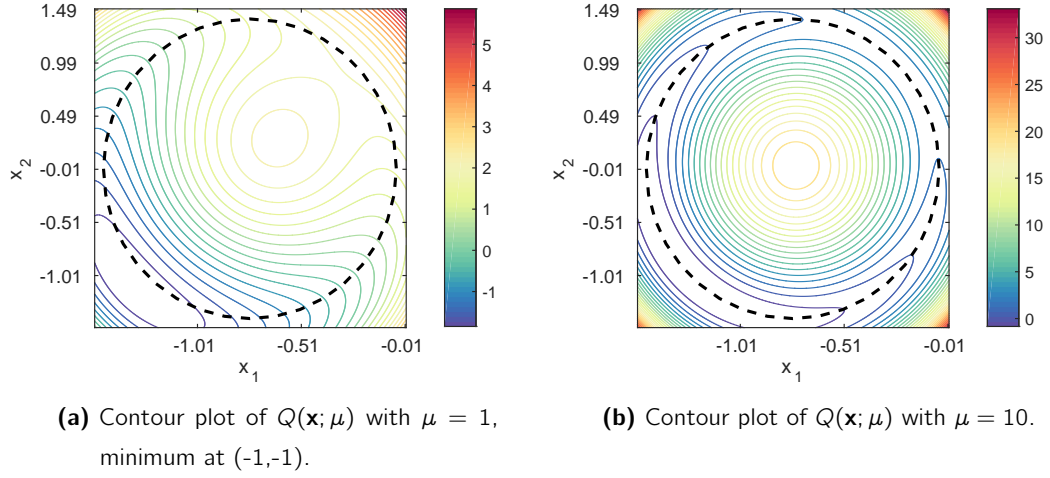 1.49
0.99
0.49
-0.01
-0.51
-1.01
x2
-1.01 -0.51 -0.01
x1
5
4
3
2
1
0
-1
1.49
0.99
0.49
-0.01
-0.51
-1.01
x2
-1.01 -0.51 -0.01
x1
30
25
20
15
10
5
0
(a) Contour plot of Q(x; μ) with μ = 1,
minimum at (-1,-1).
(b) Contour plot of Q(x; μ) with μ = 10.